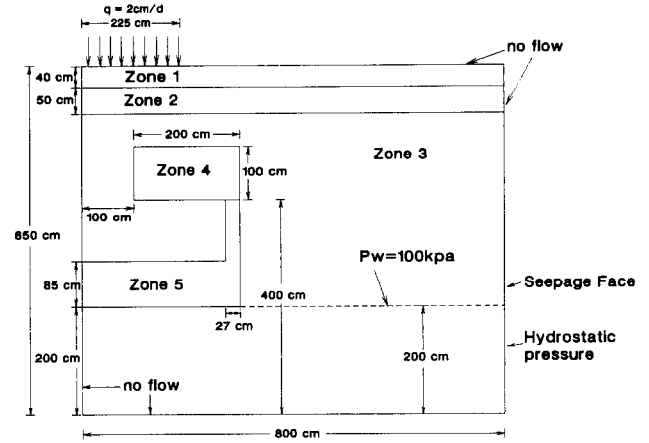 q = 2cm/d
225 cm
no flow
40 cm
Zone 1
50 cm
Zone 2
200 cm
Zone 3
Zone 4
100 cm
100 cm
650 cm
Pw=100kpa
85 cm
Zone 5
400 cm
Seepage Face
27 cm
200 cm
200 cm
Hydrostatic
pressure
no flow
800 cm